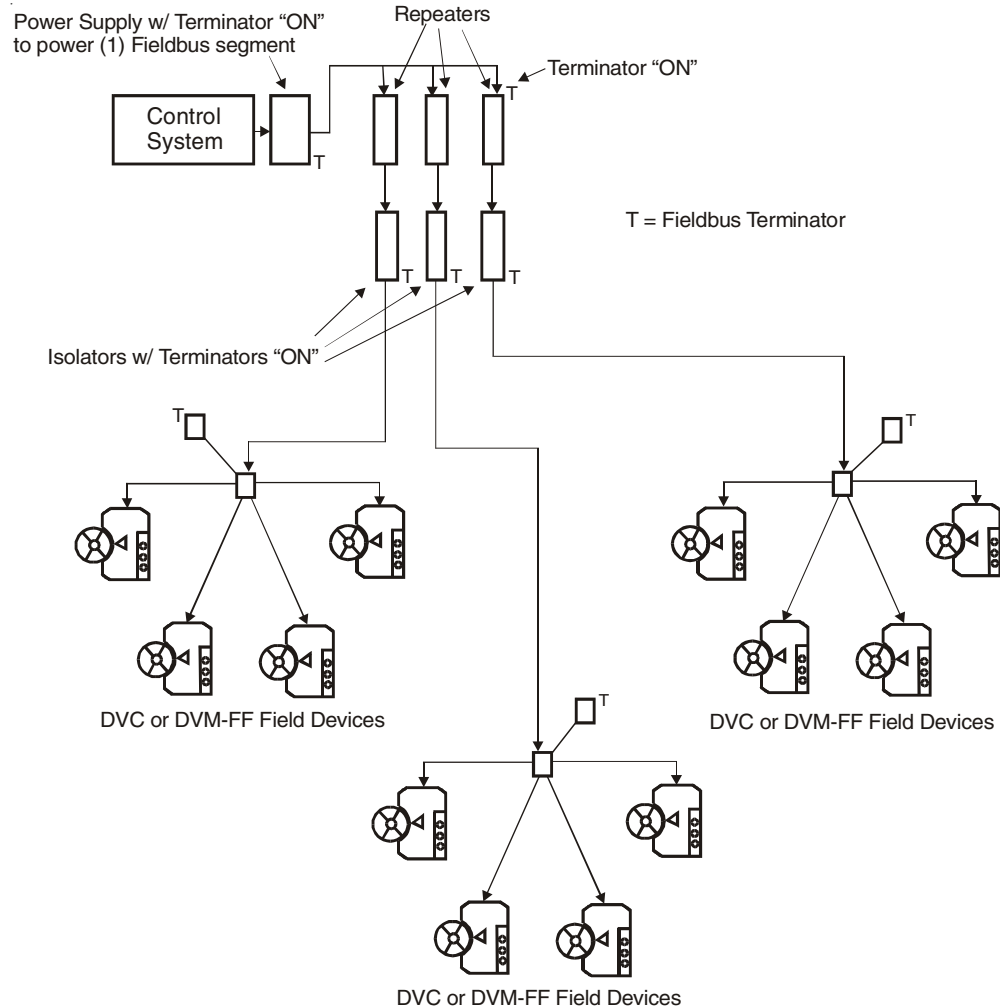 Power Supply w/ Terminator “ON”
to power (1) Fieldbus segment
Repeaters
Terminator “ON”
T
Control
System
T
T = Fieldbus Terminator
T
T
T
Isolators w/ Terminators “ON”
T
T
DVC or DVM-FF Field Devices
DVC or DVM-FF Field Devices
T
DVC or DVM-FF Field Devices